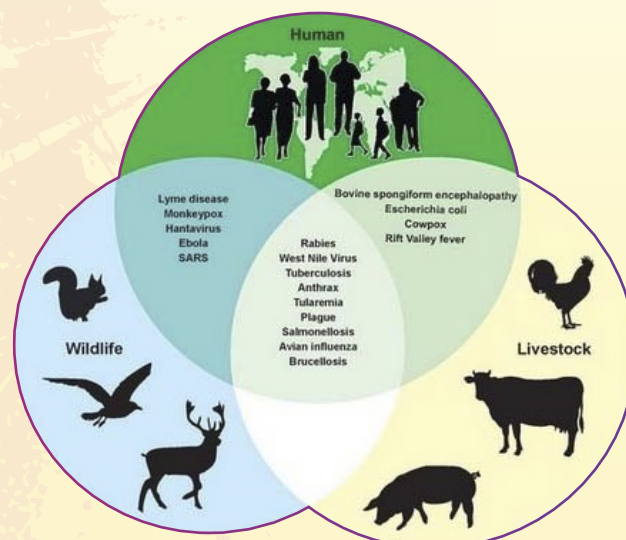 Human
Lyme disease
Monkeypox
Hantavirus
Ebola
SARS
Bovine spongiform encephalopathy
Escherichia coli
Cowpox
Rift Valley fever
Rabies
West Nile Virus
Tuberculosis
Anthrax
Tularemia
Plague
Salmonellosis
Avian influenza
Brucellosis
Wildlife
Livestock